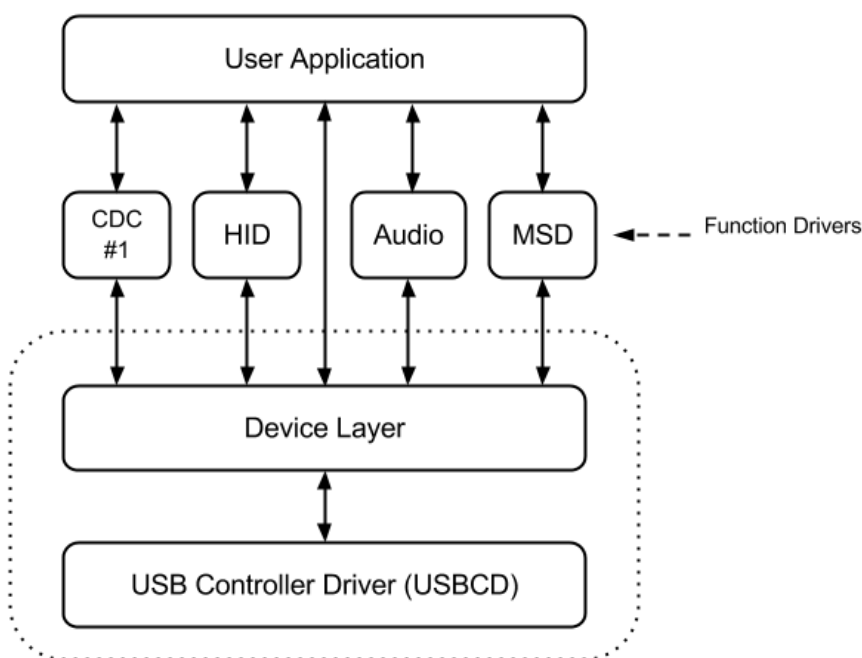 User Application
CDC
#1
HID
Audio
MSD
Function Drivers
Device Layer
USB Controller Driver (USBCD)